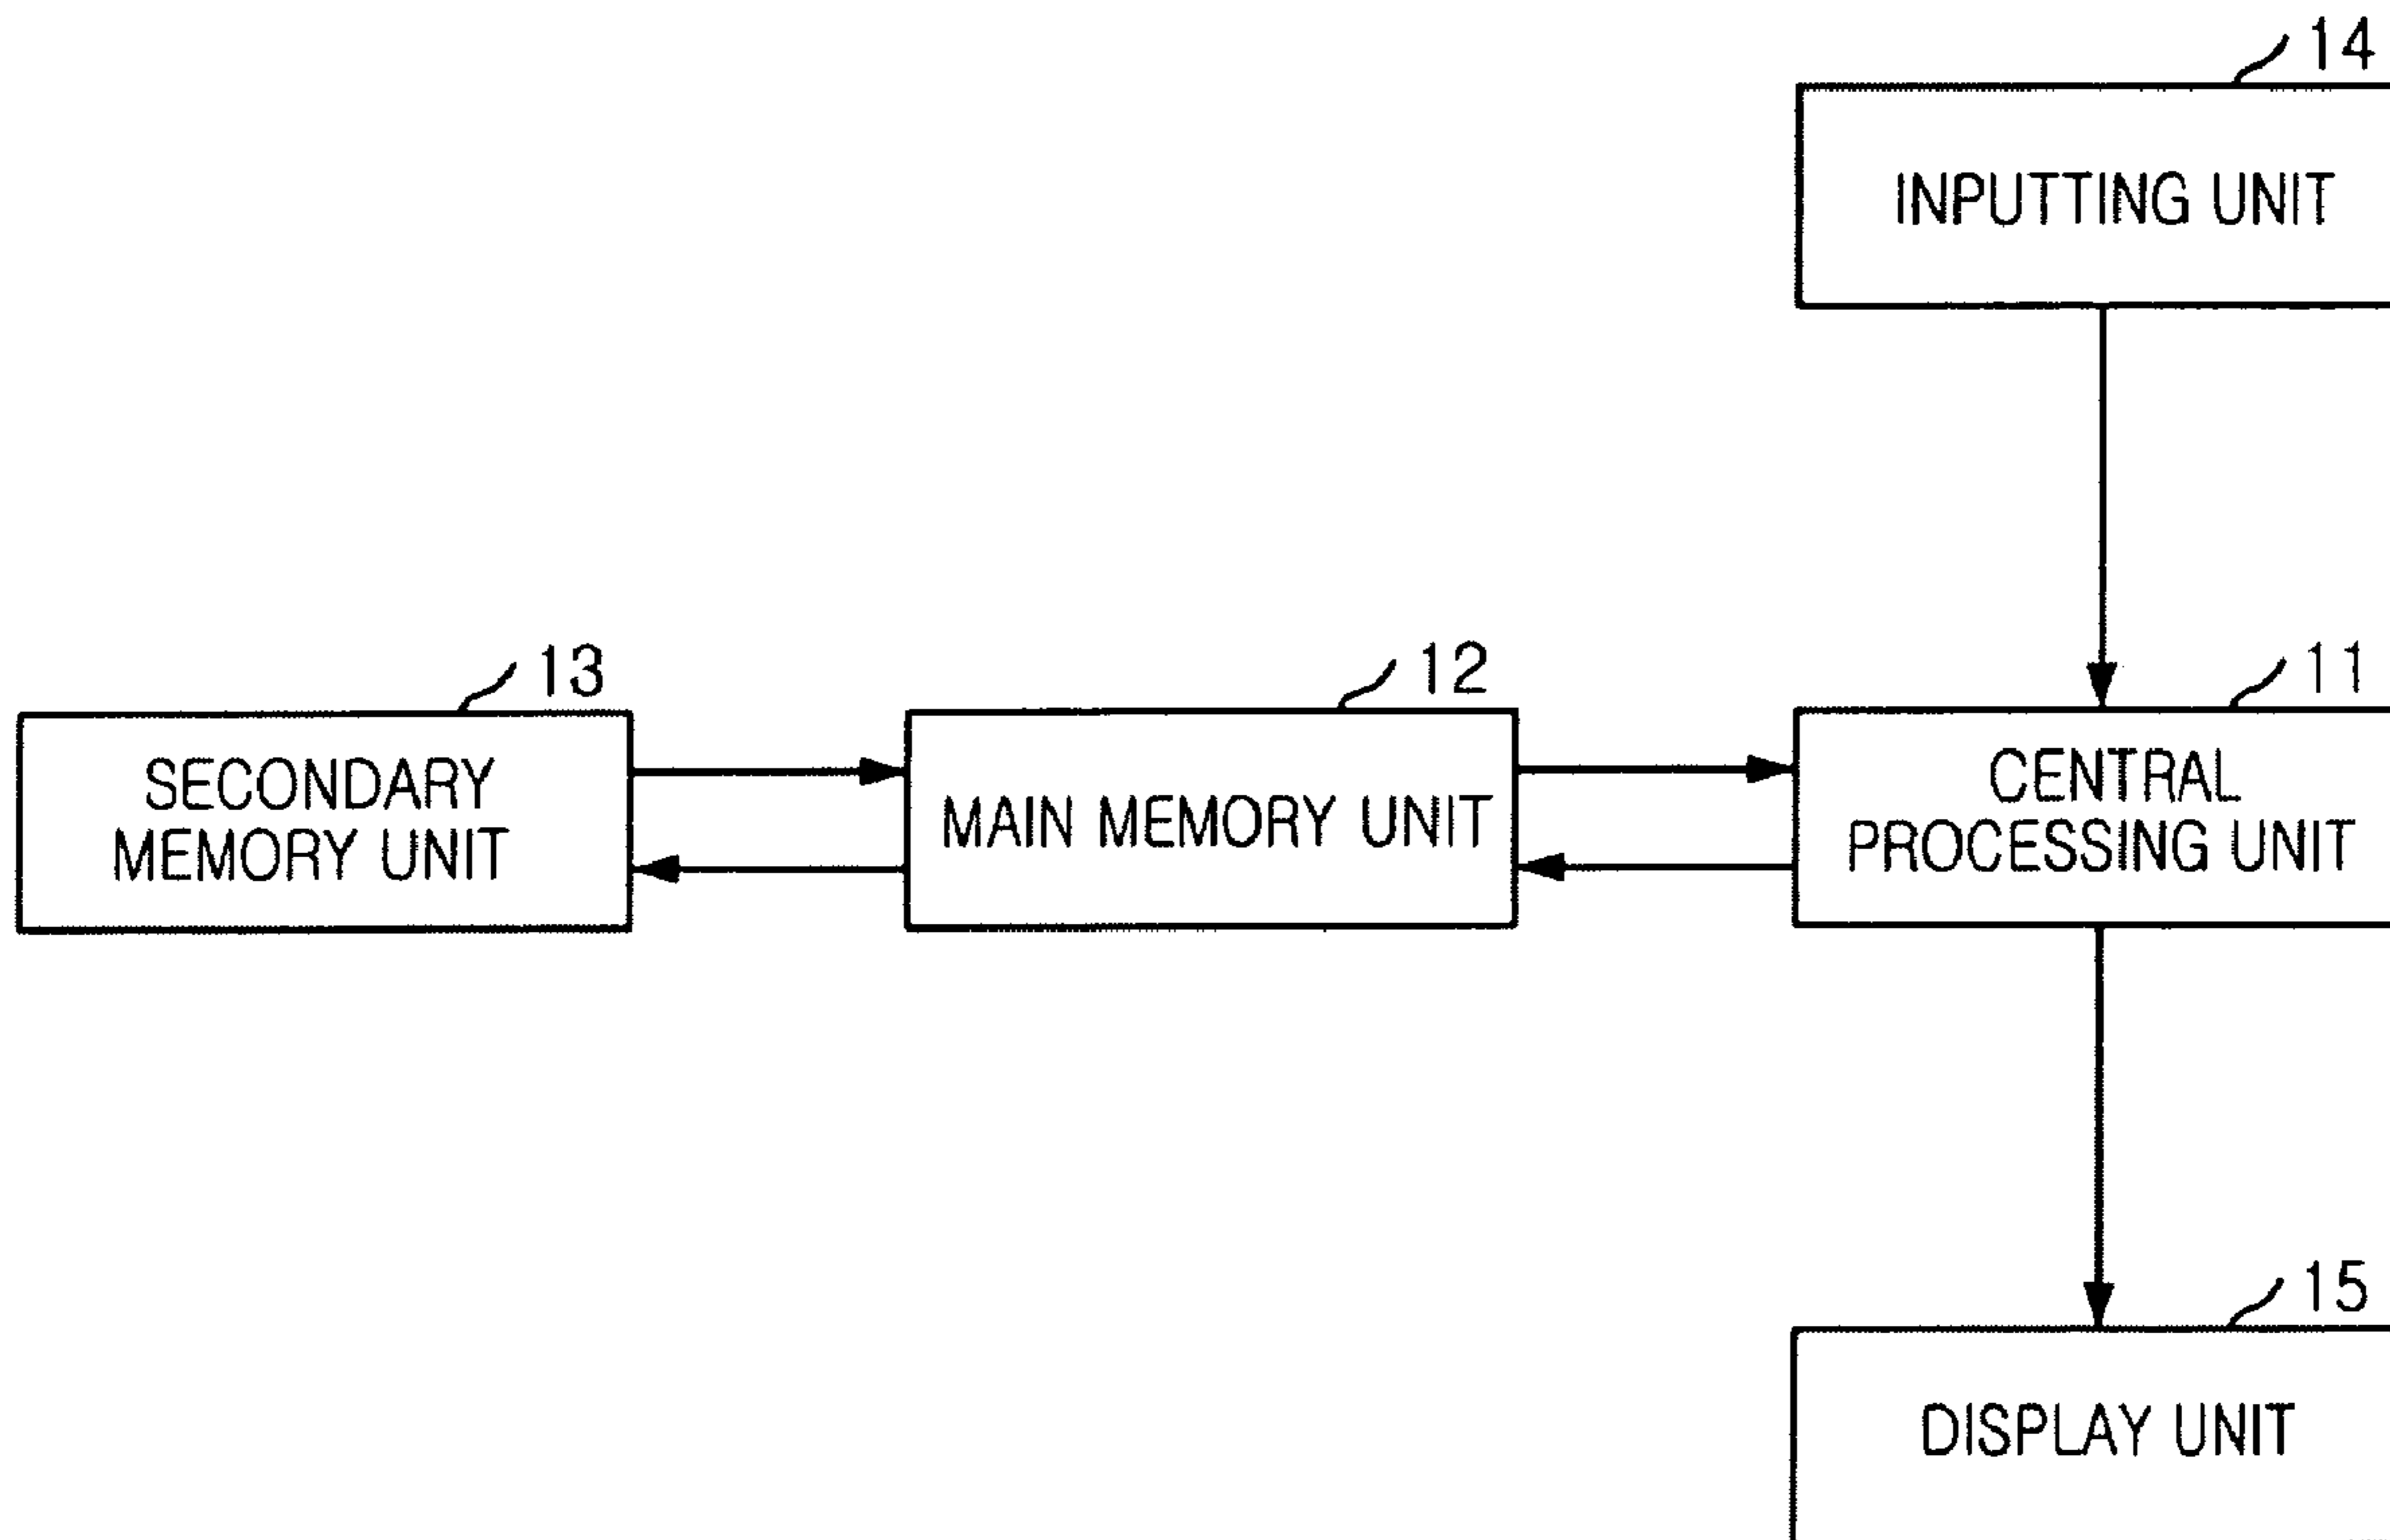 14
INPUTTING UNIT
13
12
11
SECONDARY
MEMORY UNIT
MAIN MEMORY UNIT
CENTRAL
PROCESSING UNIT
15
DISPLAY UNIT